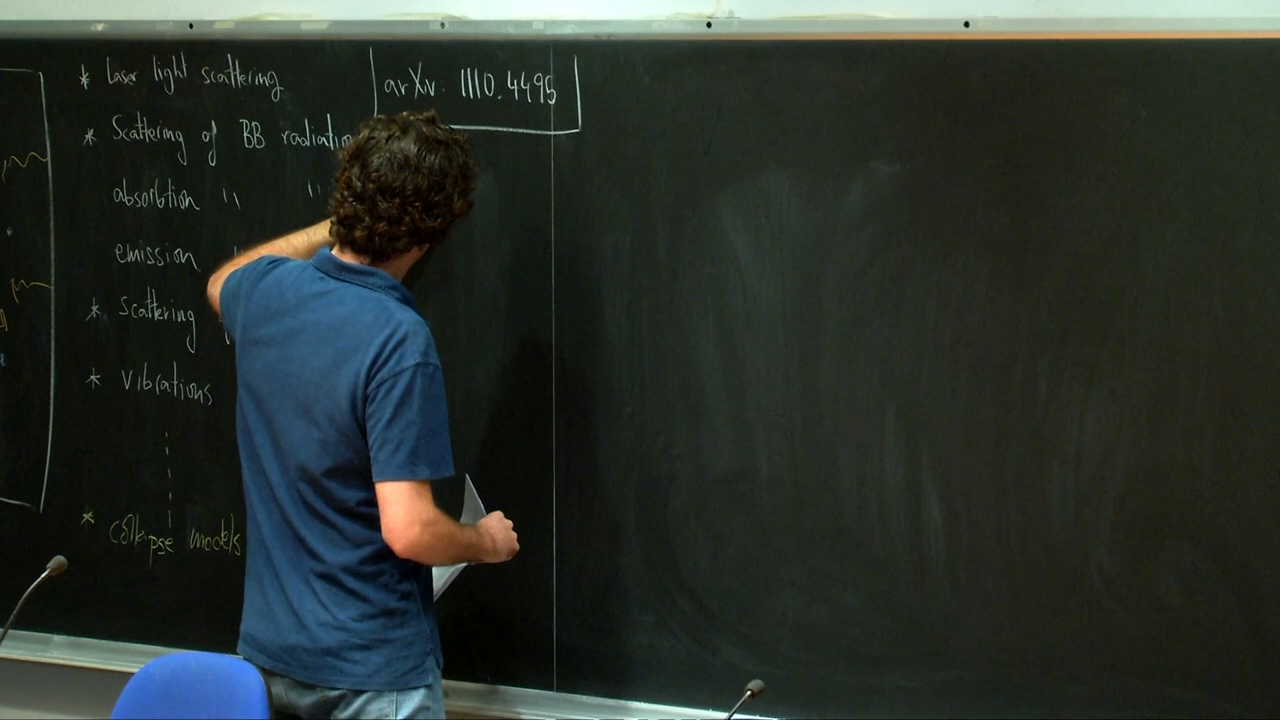 * Laser light scattering
arXiv: 1110.4495
* Scattering of BB radiation
absorbtion " "
emission "
* Scattering
* Vibrations
* collapse models